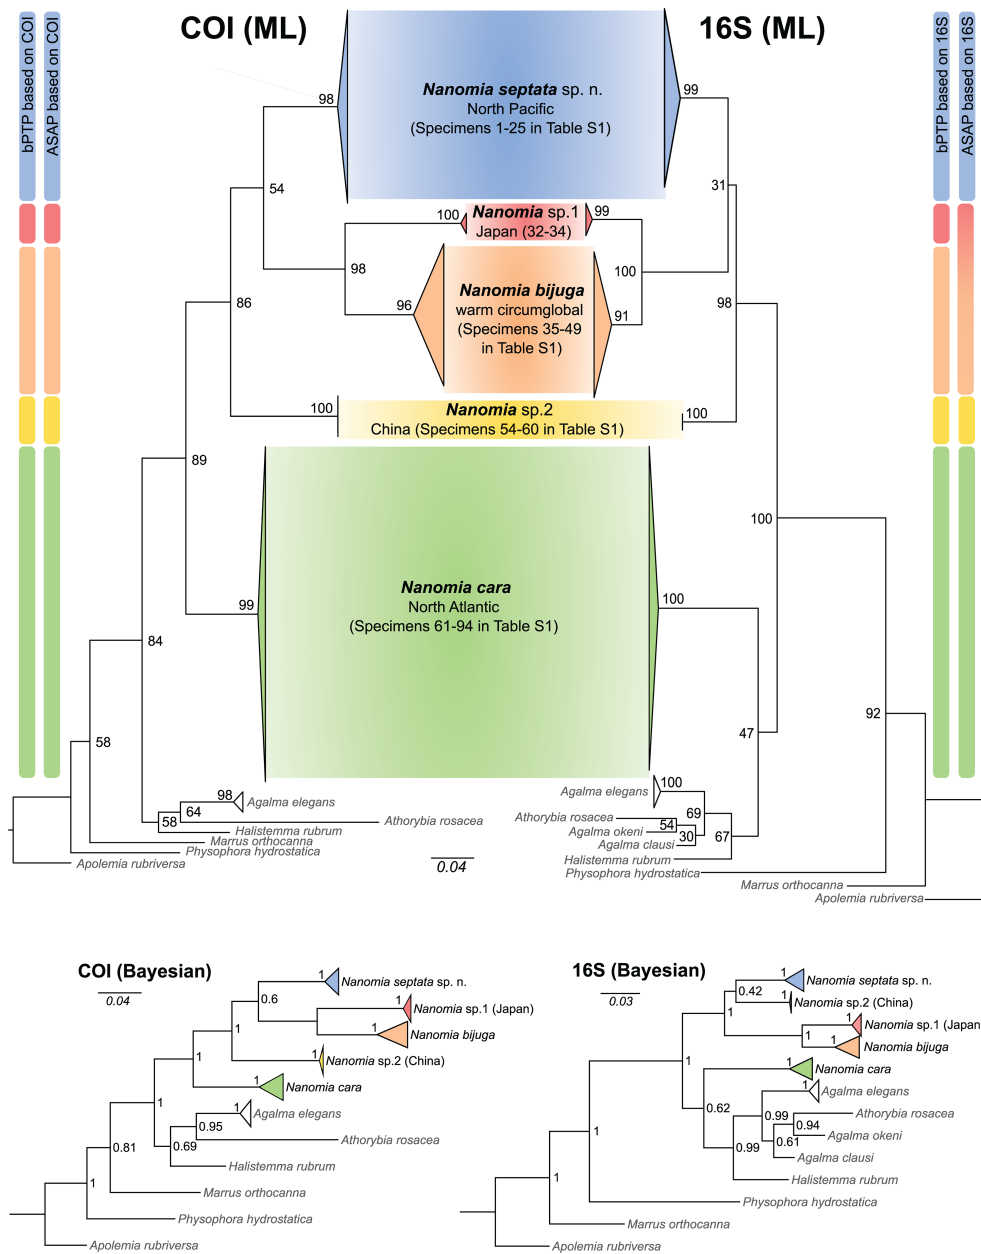 COI (ML)
16S (ML)
bPTP based on COI
ASAP based on COI
bPTP based on 16S
ASAP based on 16S
Nanomia septata sp. n.
North Pacific
(Specimens 1-25 in Table S1)
98
99
54
31
Nanomia sp.1
Japan (32-34)
100
99
98
100
Nanomia bijuga
warm circumglobal
(Specimens 35-49
in Table S1)
96
91
86
98
Nanomia sp.2
China (Specimens 54-60 in Table S1)
100
100
89
100
Nanomia cara
North Atlantic
(Specimens 61-94 in Table S1)
99
100
84
92
58
47
98
Agalma elegans
64
58
Athorybia rosacea
Halistemma rubrum
Marrus orthocanna
Physophora hydrostatica
Apolemia rubriversa
0.04
Agalma elegans
100
69
Athorybia rosacea
54
Agalma okeni
30
67
Agalma clausi
Halistemma rubrum
Physophora hydrostatica
Marrus orthocanna
Apolemia rubriversa
COI (Bayesian)
0.04
1
Nanomia septata sp. n.
0.6
1
Nanomia sp.1 (Japan)
1
1
Nanomia bijuga
1
1
Nanomia sp.2 (China)
1
1
Nanomia cara
1
Agalma elegans
0.95
0.81
0.69
Athorybia rosacea
Halistemma rubrum
1
Marrus orthocanna
Physophora hydrostatica
Apolemia rubriversa
16S (Bayesian)
0.03
1
Nanomia septata sp. n.
0.42
1
Nanomia sp.2 (China)
1
1
Nanomia sp.1 (Japan
1
1
Nanomia bijuga
1
1
Nanomia cara
1
Agalma elegans
0.62
0.99
Athorybia rosacea
0.94
1
Agalma okeni
0.61
0.99
Agalma clausi
Halistemma rubrum
1
Physophora hydrostatica
Marrus orthocanna
Apolemia rubriversa